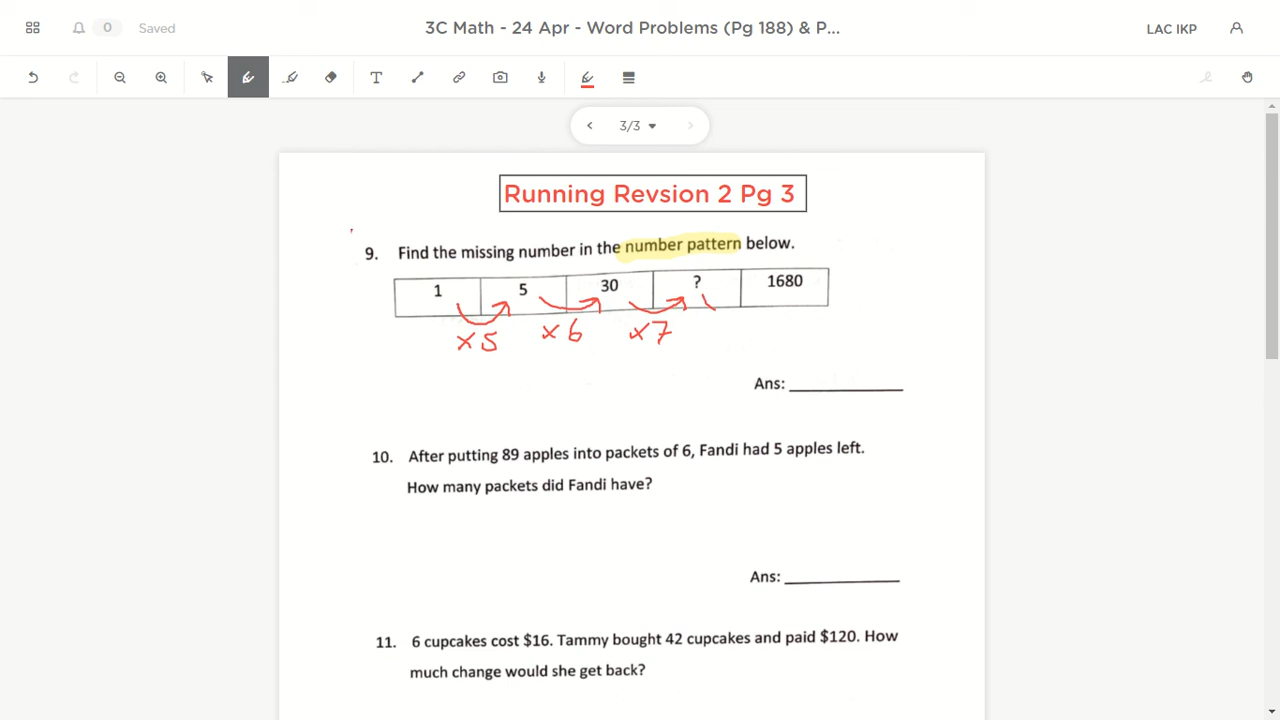 0 Saved 3C Math - 24 Apr - Word Problems (Pg 188) & P... LAC IKP
T
3/3
Running Revsion 2 Pg 3
9. Find the missing number in the number pattern below.
1 5 30 ? 1680
×5 ×6 ×7
Ans:
10. After putting 89 apples into packets of 6, Fandi had 5 apples left.
How many packets did Fandi have?
Ans:
11. 6 cupcakes cost $16. Tammy bought 42 cupcakes and paid $120. How
much change would she get back?